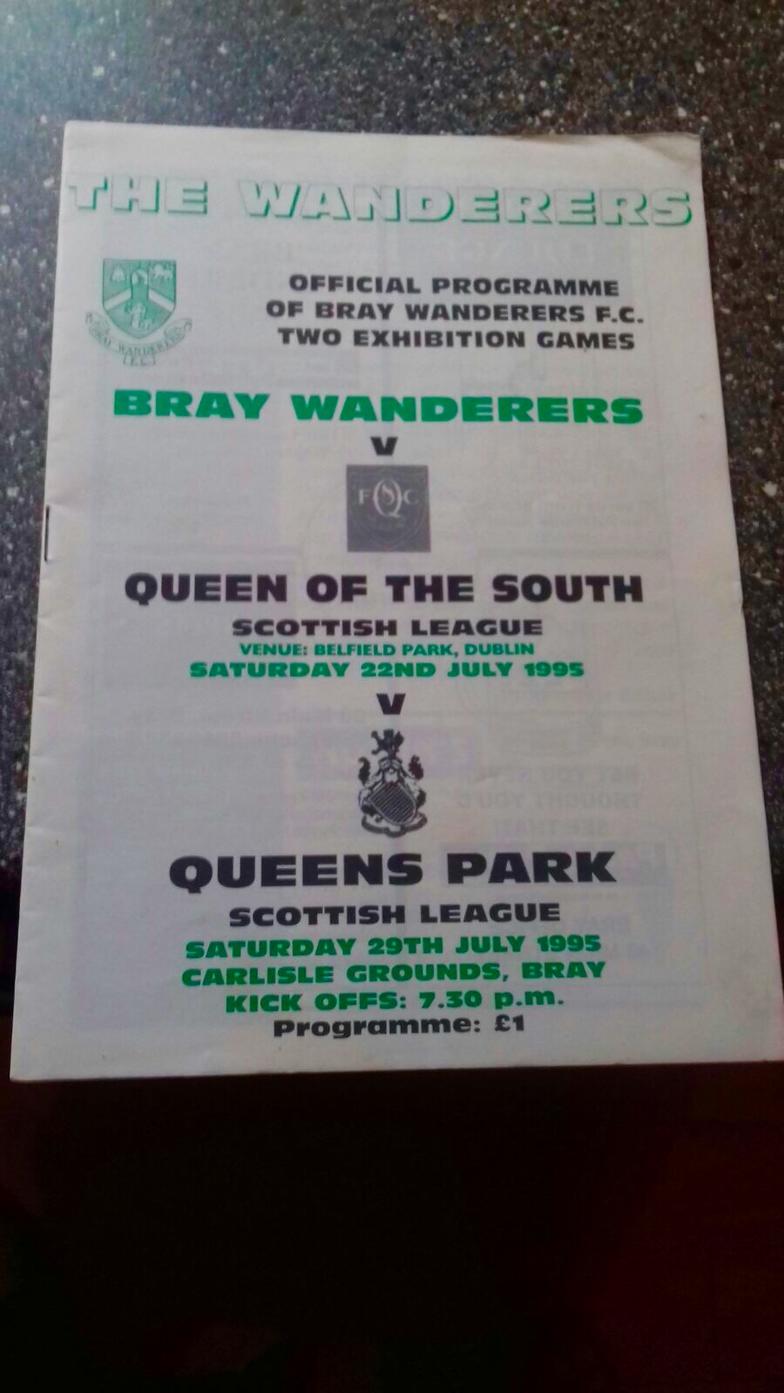 THE WANDERERS
OFFICIAL PROGRAMME
OF BRAY WANDERERS F.C.
TWO EXHIBITION GAMES
BRAY WANDERERS
F.C.
BRAY WANDERERS
V
F Q S C
QUEEN OF THE SOUTH
SCOTTISH LEAGUE
VENUE: BELFIELD PARK, DUBLIN
SATURDAY 22ND JULY 1995
V
QUEENS PARK
SCOTTISH LEAGUE
SATURDAY 29TH JULY 1995
CARLISLE GROUNDS, BRAY
KICK OFFS: 7.30 p.m.
Programme: £1